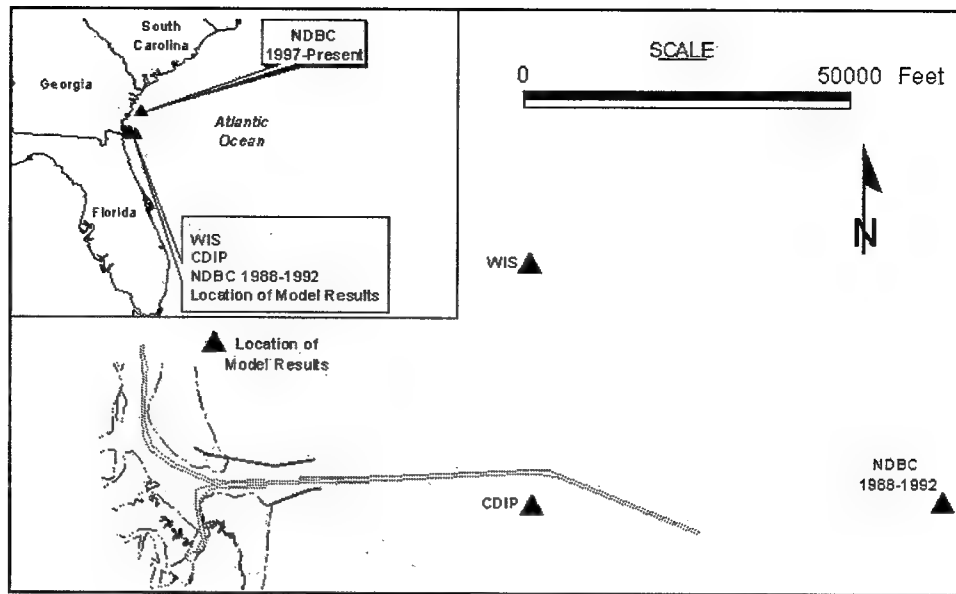 South
Carolina
NDBC
1997-Present
Georgia
Atlantic
Ocean
Florida
WIS
CDIP
NDBC 1988-1992
Location of Model Results
SCALE
0 50000 Feet
N
WIS
Location of
Model Results
CDIP
NDBC
1988-1992